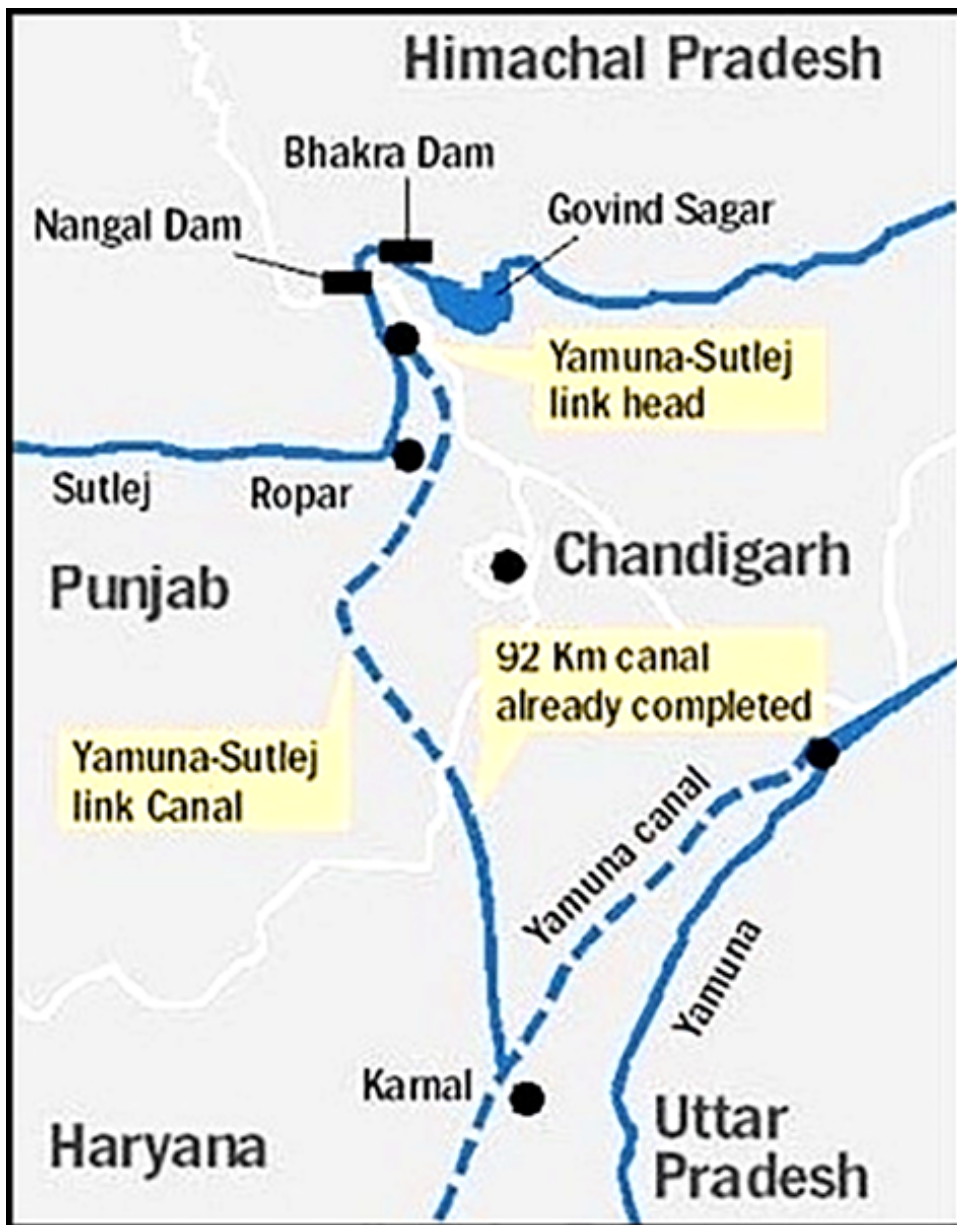 Himachal Pradesh
Bhakra Dam
Nangal Dam
Govind Sagar
Yamuna-Sutlej
link head
Sutlej
Ropar
Punjab
Chandigarh
92 Km canal
already completed
Yamuna-Sutlej
link Canal
Yamuna canal
Yamuna
Karnal
Haryana
Uttar
Pradesh